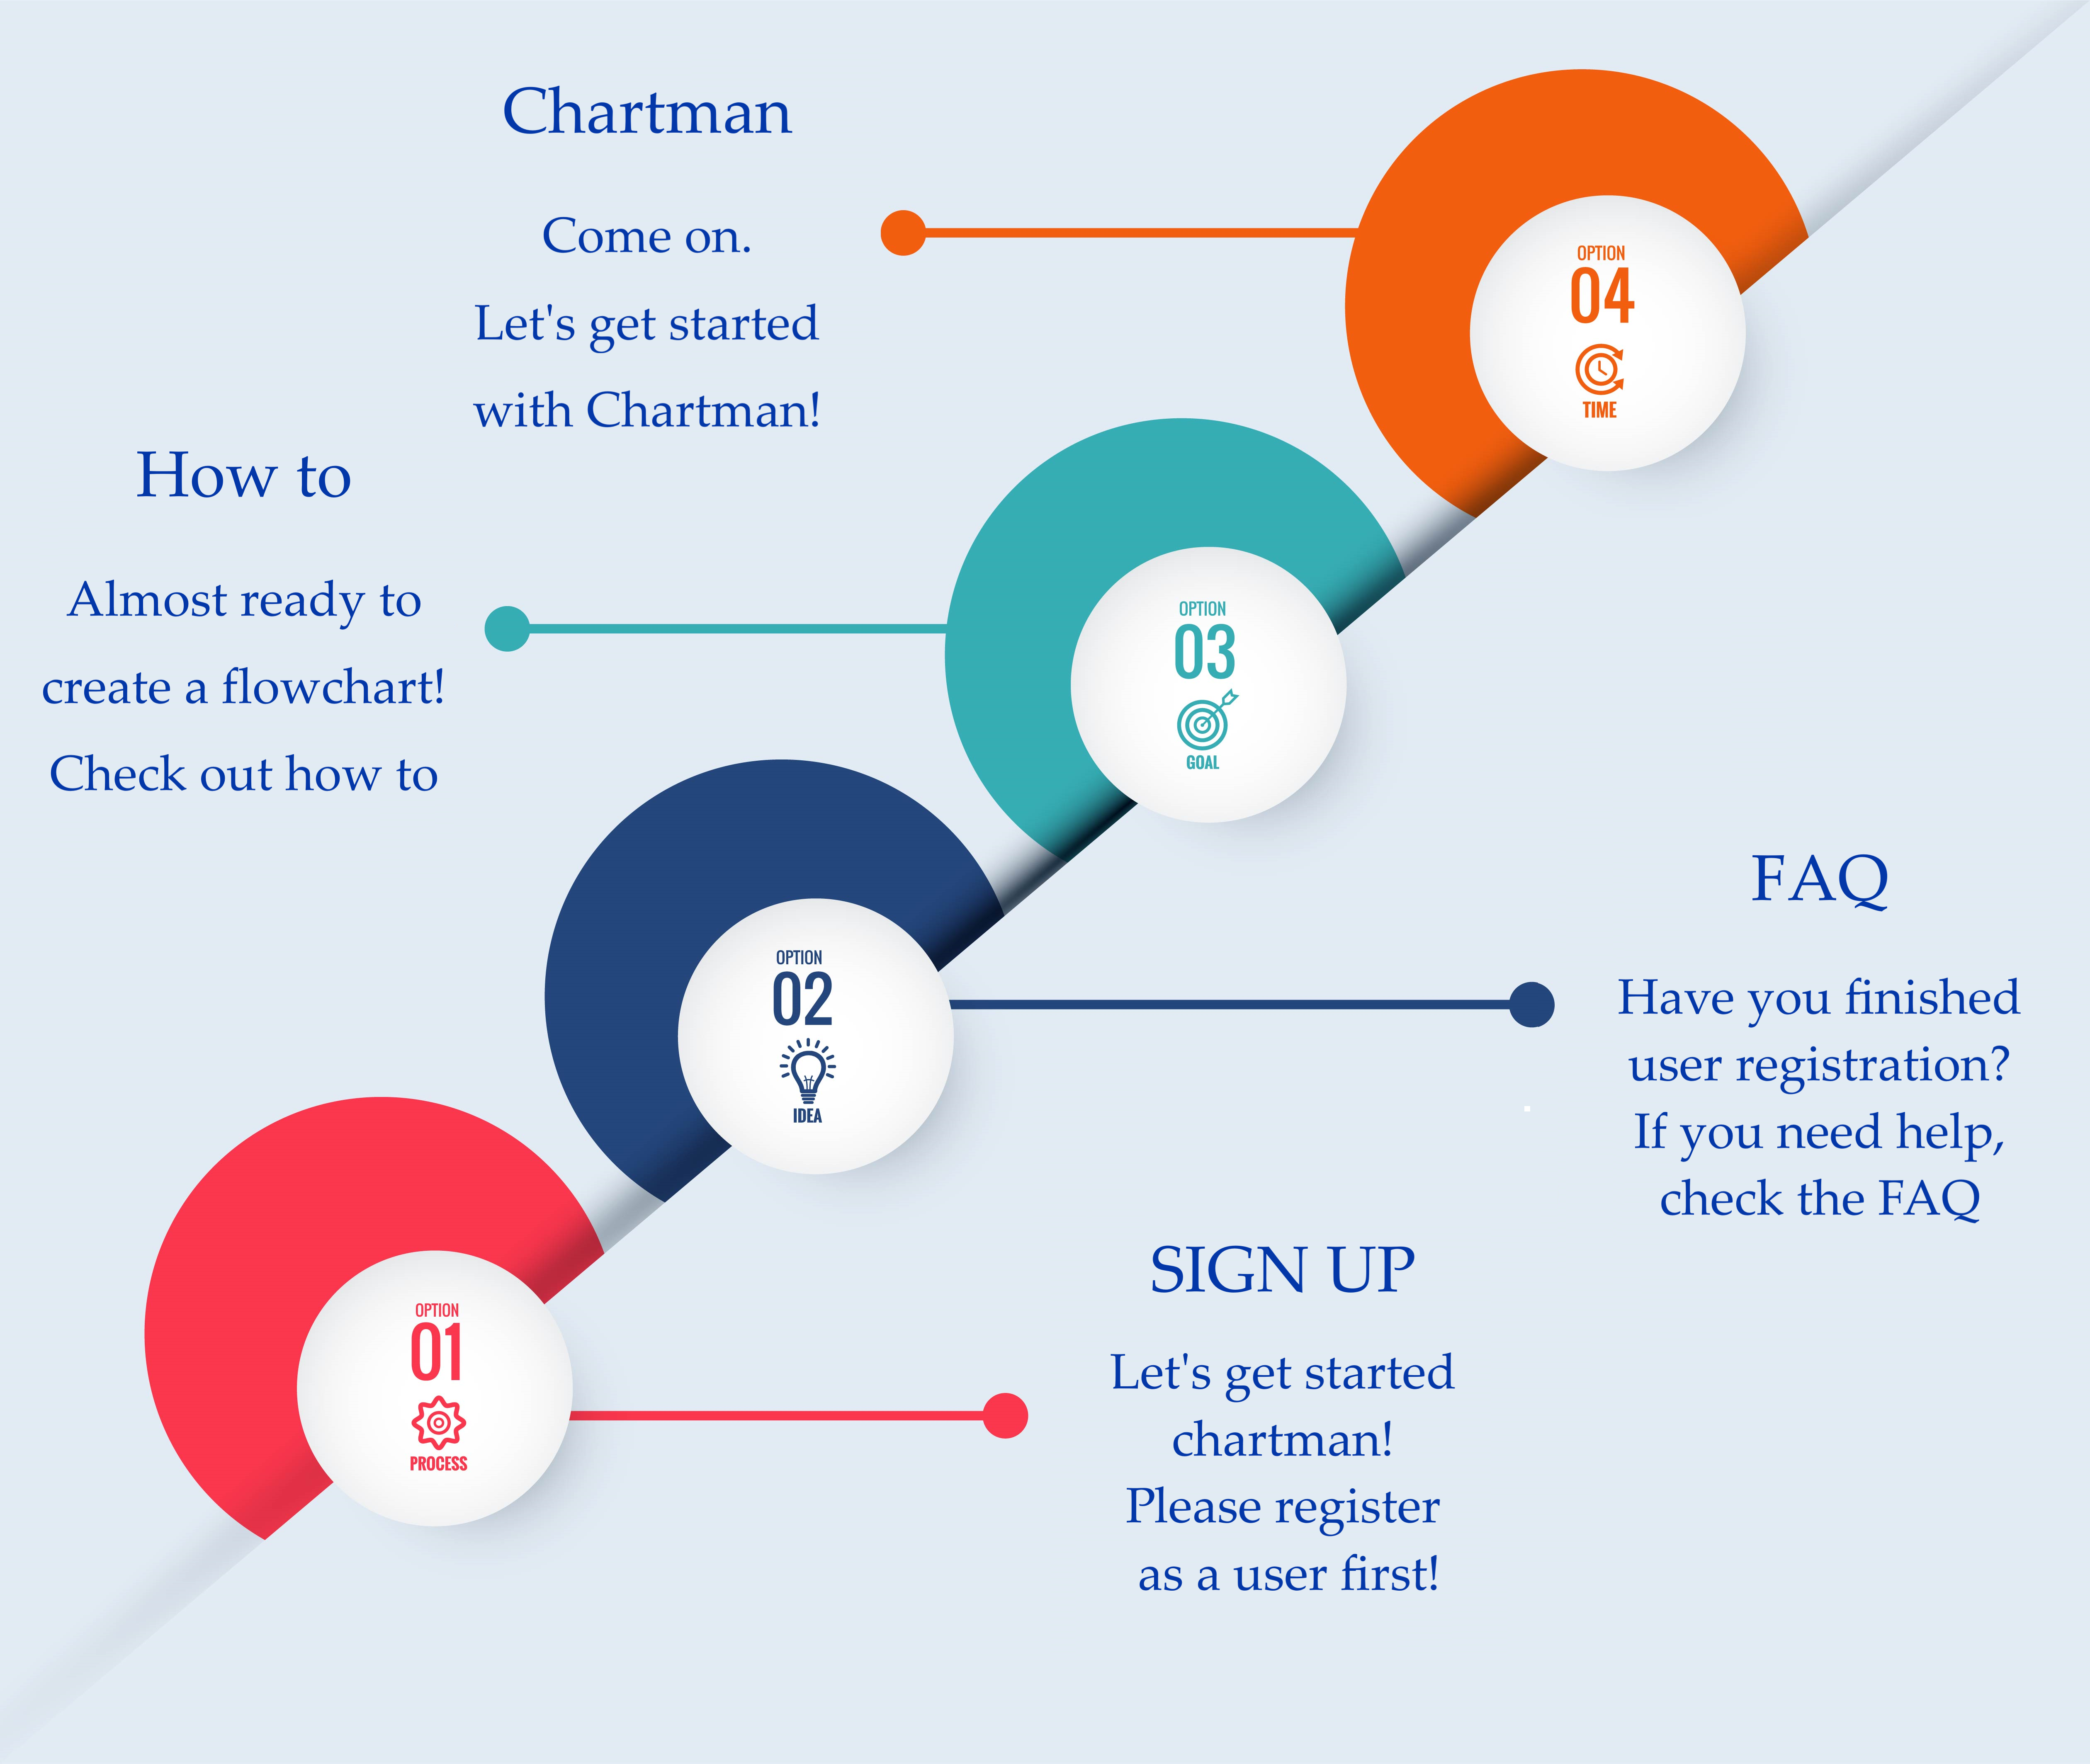 Chartman
Come on.
Let's get started
with Chartman!
OPTION
04
TIME
How to
Almost ready to
create a flowchart!
Check out how to
OPTION
03
GOAL
FAQ
Have you finished
user registration?
If you need help,
check the FAQ
OPTION
02
IDEA
SIGN UP
Let's get started
chartman!
Please register
as a user first!
OPTION
01
PROCESS